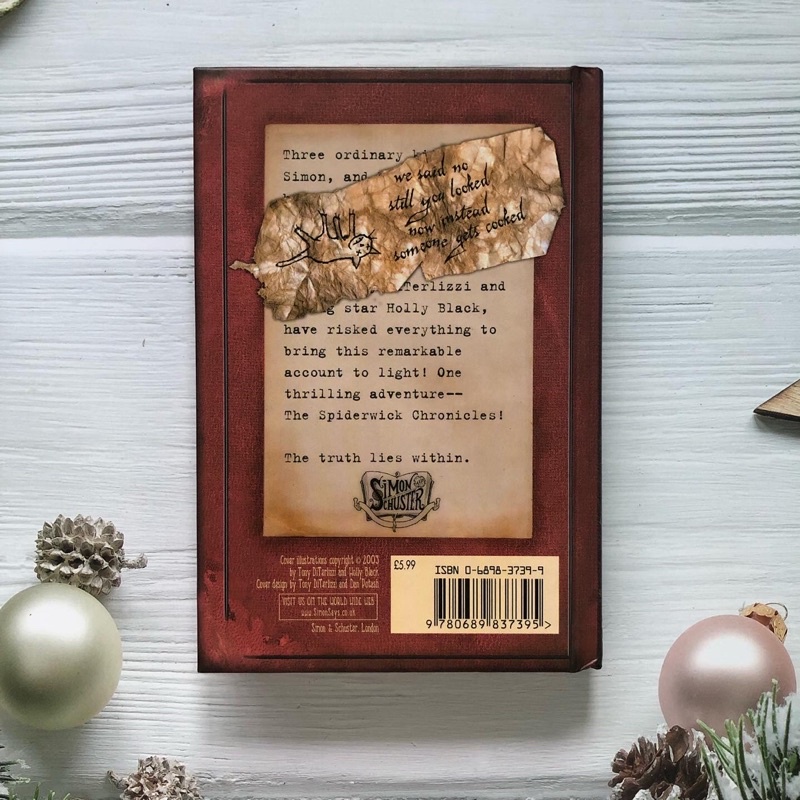 Three ordinary
Simon, and
we said no
still you looked
now instead
someone gets cooked
Terlizzi and
star Holly Black,
have risked everything to
bring this remarkable
account to light! One
thrilling adventure--
The Spiderwick Chronicles!
The truth lies within.
SIMON AND SCHUSTER
Cover illustrations copyright © 2003
by Tony DiTerlizzi and Holly Black
Cover design by Tony DiTerlizzi and Dan Potash
VISIT US ON THE WORLD WIDE WEB
www.SimonSays.co.uk
Simon & Schuster, London
£5.99
ISBN 0-6898-3739-9
9 780689 837395 >